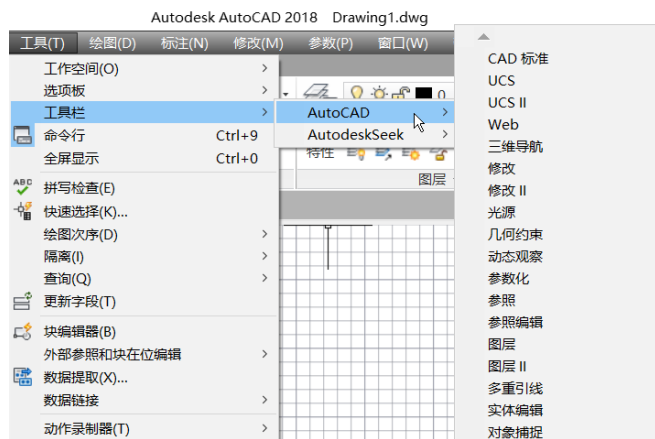 Autodesk AutoCAD 2018 Drawing1.dwg
工具(T) 绘图(D) 标注(N) 修改(M) 参数(P) 窗口(W)
工作空间(O)
选项板
工具栏
命令行 Ctrl+9
全屏显示 Ctrl+0
ABC 拼写检查(E)
快速选择(K)...
绘图次序(D)
隔离(I)
查询(Q)
更新字段(T)
块编辑器(B)
外部参照和块在位编辑
数据提取(X)...
数据链接
动作录制器(T)
0
AutoCAD
AutodeskSeek
特性
图层
CAD 标准
UCS
UCS II
Web
三维导航
修改
修改 II
光源
几何约束
动态观察
参数化
参照
参照编辑
图层
图层 II
多重引线
实体编辑
对象捕捉